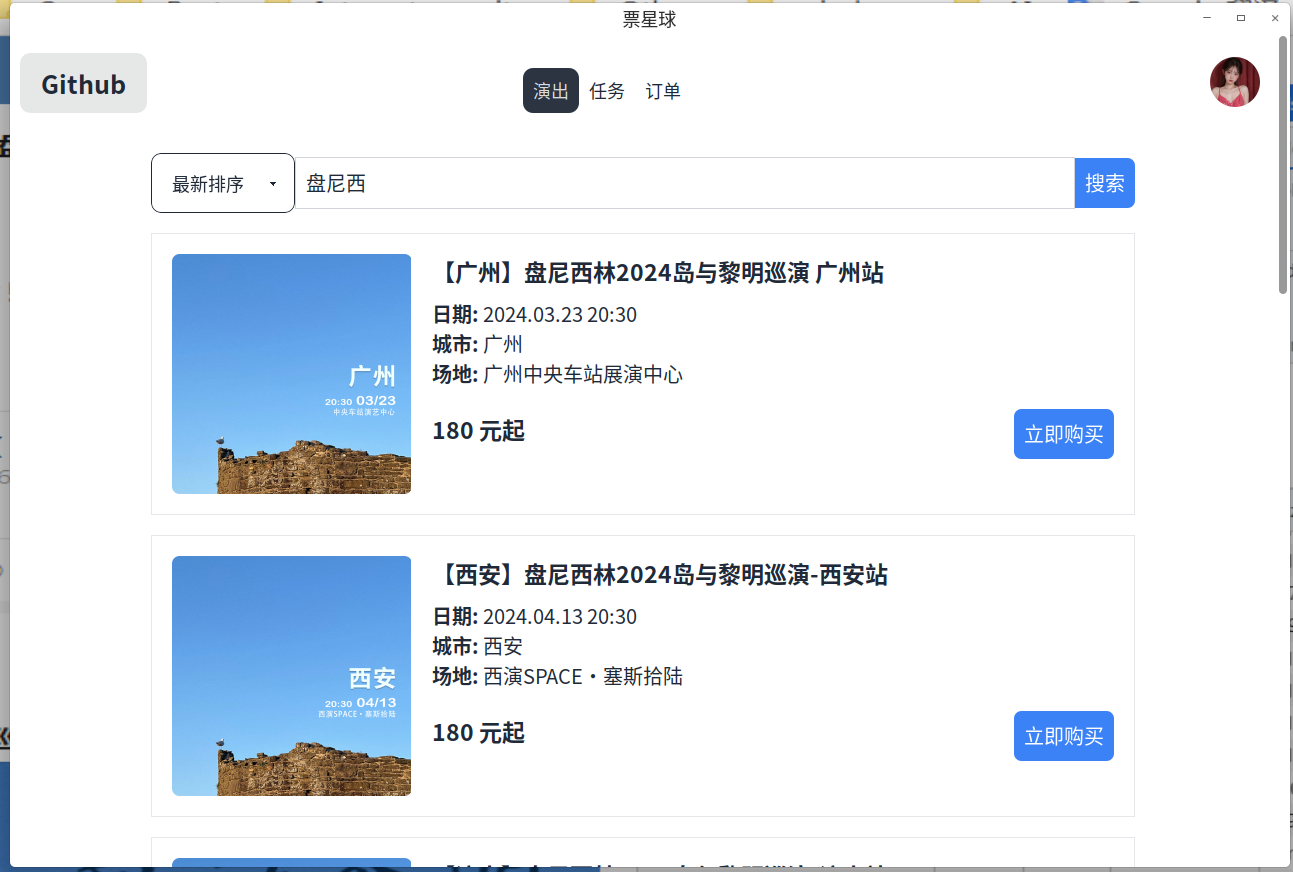 票星球
Github
演出 任务 订单
最新排序 盘尼西 搜索
【广州】盘尼西林2024岛与黎明巡演 广州站
日期: 2024.03.23 20:30
城市: 广州
场地: 广州中央车站展演中心
180 元起
立即购买
广州
20:30 03/23
中央车站演艺中心
【西安】盘尼西林2024岛与黎明巡演-西安站
日期: 2024.04.13 20:30
城市: 西安
场地: 西演SPACE·塞斯拾陆
180 元起
立即购买
西安
20:30 04/13
西演SPACE·塞斯拾陆